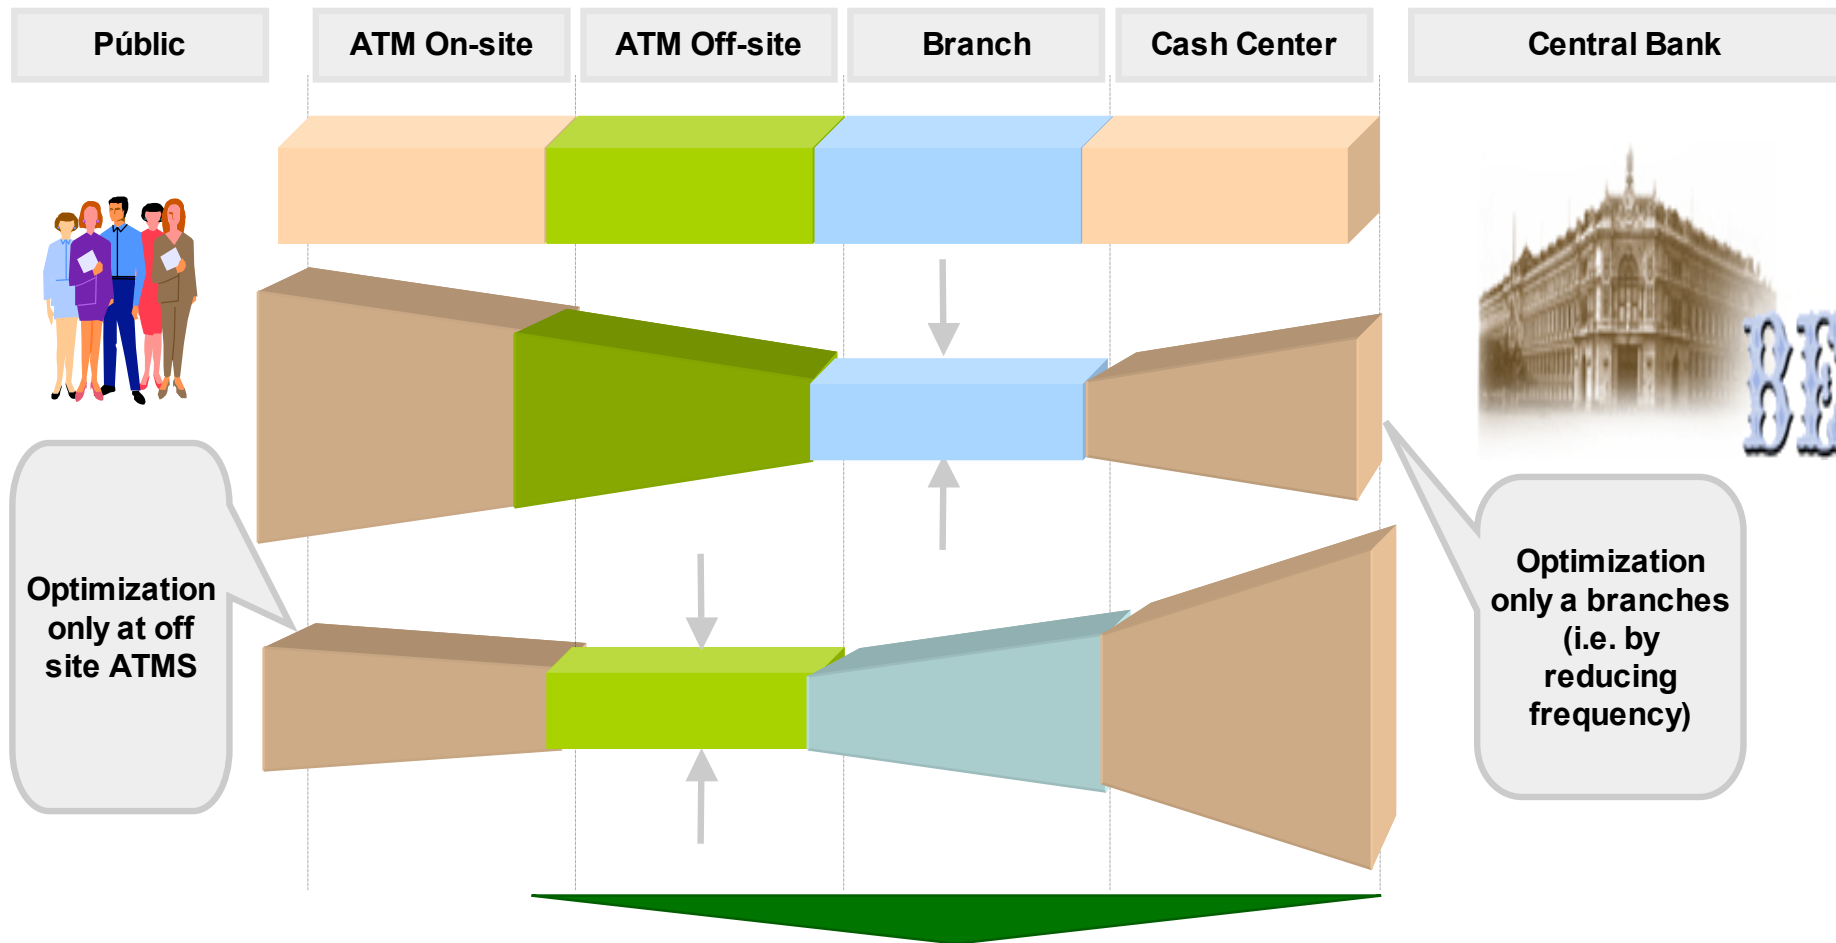 Públic
ATM On-site
ATM Off-site
Branch
Cash Center
Central Bank
Optimization
only at off
site ATMS
Optimization
only a branches
(i.e. by
reducing
frequency)